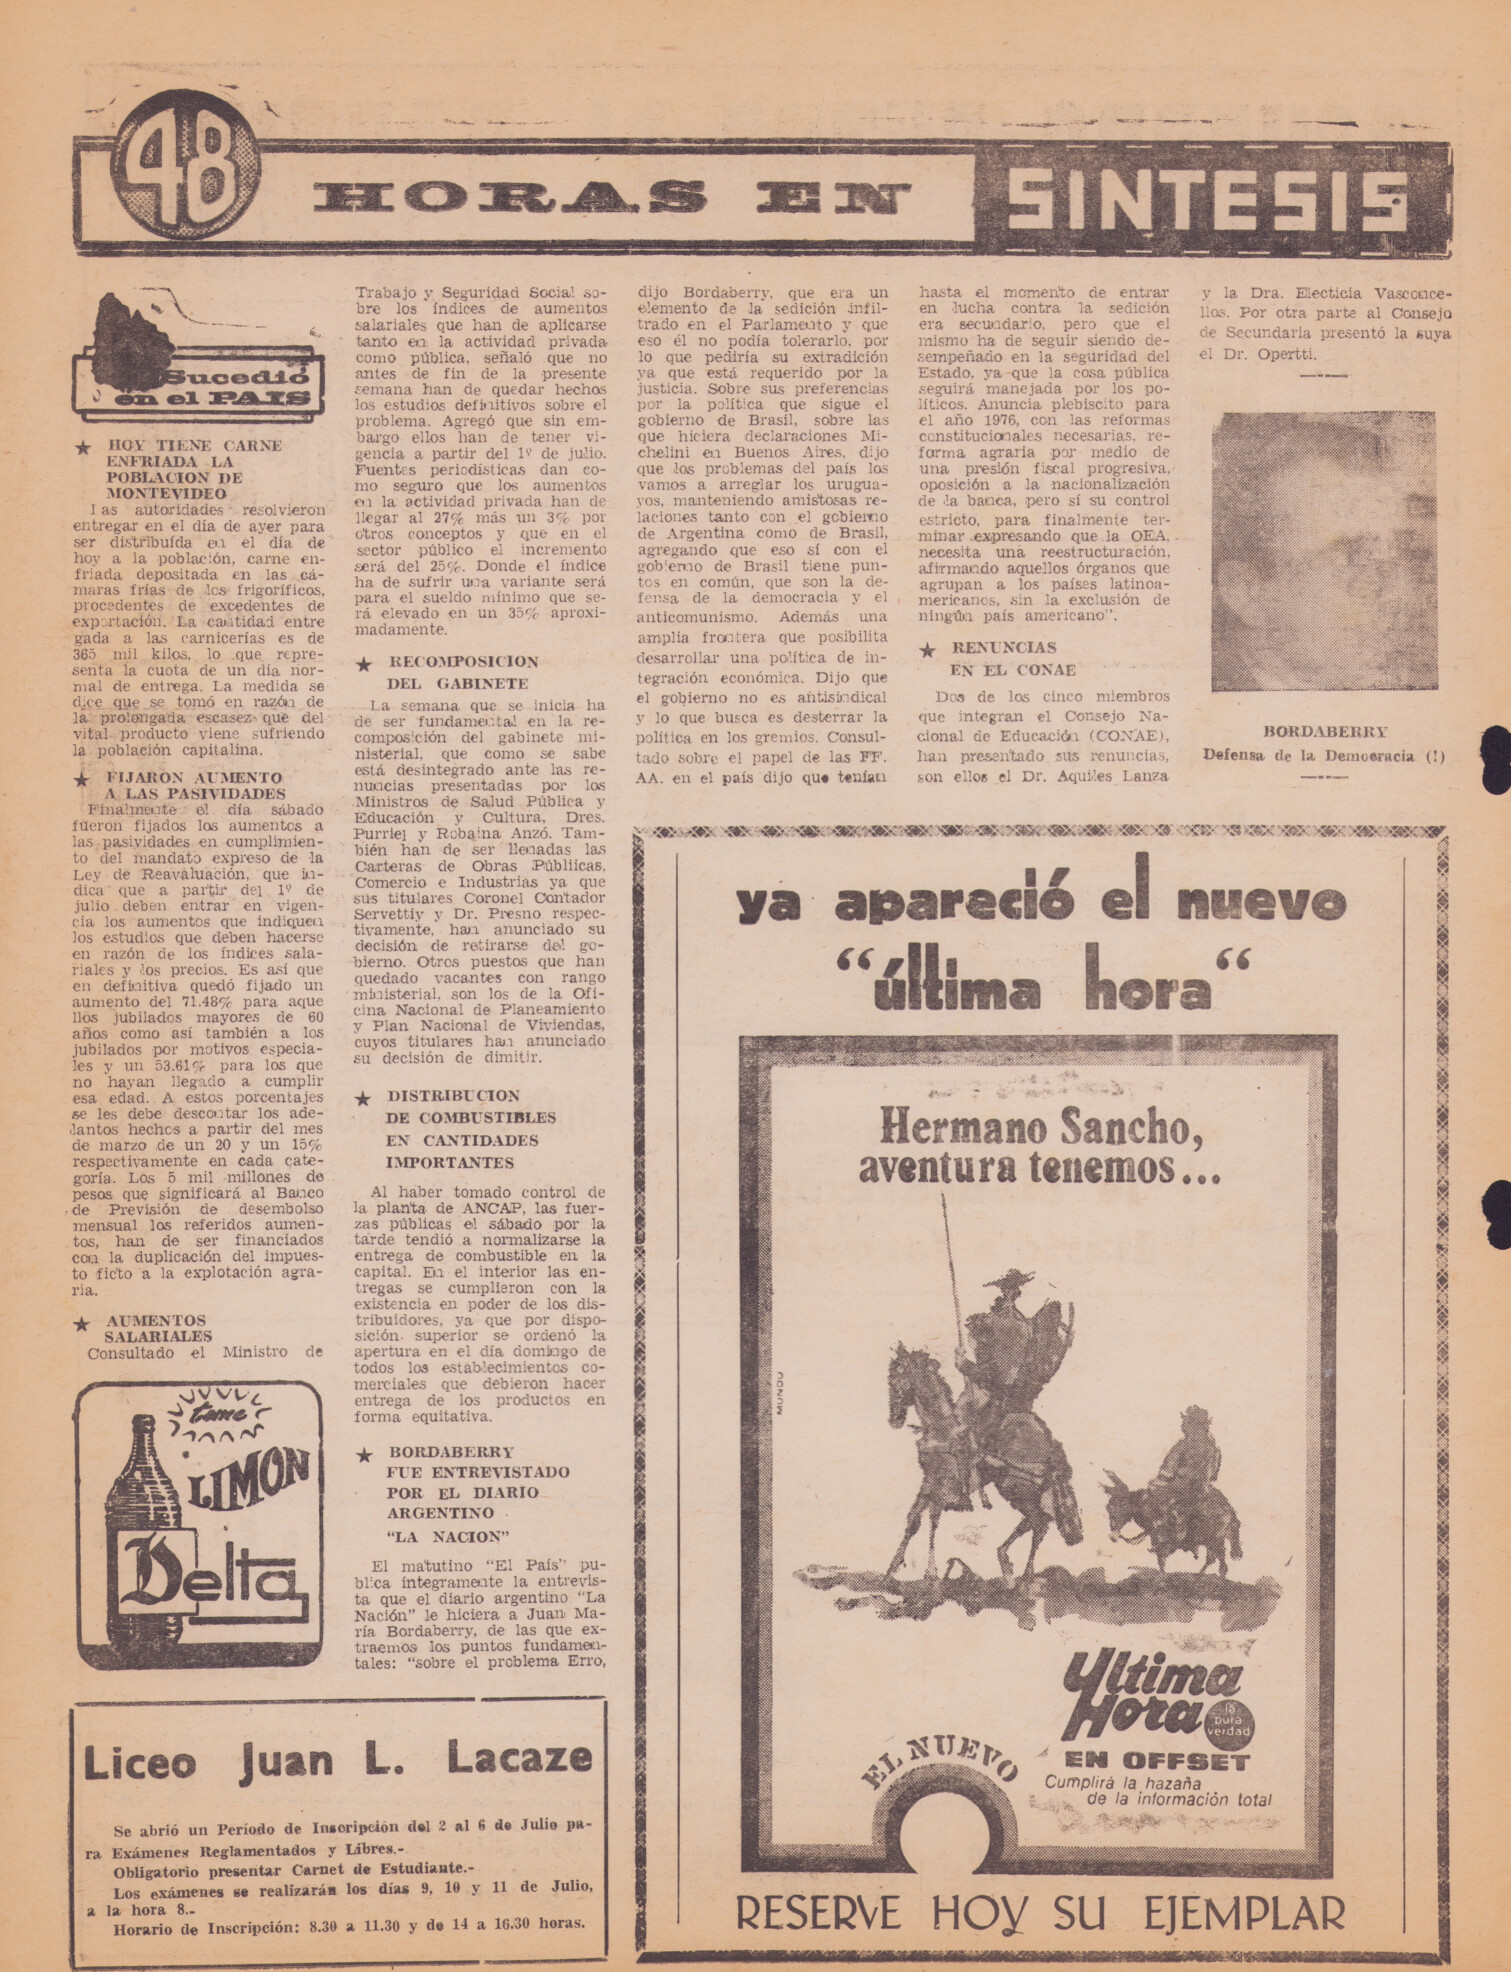 48
HORAS EN SINTESIS
Sucedió
en el PAIS
★ HOY TIENE CARNE
ENFRIADA LA
POBLACION DE
MONTEVIDEO
Las autoridades resolvieron
entregar en el día de ayer para
ser distribuída en el día de
hoy a la población, carne en-
friada depositada en las cá-
maras frías de los frigoríficos,
procedentes de excedentes de
exportación. La cantidad entre
gada a las carnicerías es de
365 mil kilos, lo que repre-
senta la cuota de un día nor-
mal de entrega. La medida se
dice que se tomó en razón de
la prolongada escasez que del
vital producto viene sufriendo
la población capitalina.
★ FIJARON AUMENTO
A LAS PASIVIDADES
Finalmente el día sábado
fueron fijados los aumentos a
las pasividades en cumplimien-
to del mandato expreso de la
Ley de Reavaluación, que in-
dica que a partir del 1º de
julio deben entrar en vigen-
cia los aumentos que indiquen
los estudios que deben hacerse
en razón de los índices sala-
riales y los precios. Es así que
en definitiva quedó fijado un
aumento del 71.48% para aque
llos jubilados mayores de 60
años como así también a los
jubilados por motivos especia-
les y un 53.61% para los que
no hayan llegado a cumplir
esa edad. A estos porcentajes
se les debe descontar los ade-
lantos hechos a partir del mes
de marzo de un 20 y un 15%
respectivamente en cada cate-
goría. Los 5 mil millones de
pesos que significará al Banco
de Previsión de desembolso
mensual los referidos aumen-
tos, han de ser financiados
con la duplicación del impues-
to ficto a la explotación agra-
ria.
★ AUMENTOS
SALARIALES
Consultado el Ministro de
tome
LIMON
Delta
Trabajo y Seguridad Social so-
bre los índices de aumentos
salariales que han de aplicarse
tanto en la actividad privada
como pública, señaló que no
antes de fin de la presente
semana han de quedar hechos
los estudios definitivos sobre el
problema. Agregó que sin em-
bargo ellos han de tener vi-
gencia a partir del 1º de julio.
Fuentes periodísticas dan co-
mo seguro que los aumentos
en la actividad privada han de
llegar al 27% más un 3% por
otros conceptos y que en el
sector público el incremento
será del 25%. Donde el índice
ha de sufrir una variante será
para el sueldo mínimo que se-
rá elevado en un 35% aproxi-
madamente.
★ RECOMPOSICION
DEL GABINETE
La semana que se inicia ha
de ser fundamental en la re-
composición del gabinete mi-
nisterial, que como se sabe
está desintegrado ante las re-
nuncias presentadas por los
Ministros de Salud Pública y
Educación y Cultura, Dres.
Purriel y Robaina Anzó. Tam-
bién han de ser llenadas las
Carteras de Obras Públiicas,
Comercio e Industrias ya que
sus titulares Coronel Contador
Servettiy y Dr. Presno respec-
tivamente, han anunciado su
decisión de retirarse del go-
bierno. Otros puestos que han
quedado vacantes con rango
ministerial, son los de la Ofi-
cina Nacional de Planeamiento
y Plan Nacional de Viviendas,
cuyos titulares han anunciado
su decisión de dimitir.
★ DISTRIBUCION
DE COMBUSTIBLES
EN CANTIDADES
IMPORTANTES
Al haber tomado control de
la planta de ANCAP, las fuer-
zas públicas el sábado por la
tarde tendió a normalizarse la
entrega de combustible en la
capital. En el interior las en-
tregas se cumplieron con la
existencia en poder de los dis-
tribuidores, ya que por dispo-
sición superior se ordenó la
apertura en el día domingo de
todos los establecimientos co-
merciales que debieron hacer
entrega de los productos en
forma equitativa.
★ BORDABERRY
FUE ENTREVISTADO
POR EL DIARIO
ARGENTINO
"LA NACION"
El matutino "El País" pu-
blica íntegramente la entrevis-
ta que el diario argentino "La
Nación" le hiciera a Juan Ma-
ría Bordaberry, de las que ex-
traemos los puntos fundamen-
tales: "sobre el problema Erro,
dijo Bordaberry, que era un
elemento de la sedición infil-
trado en el Parlamento y que
eso él no podía tolerarlo, por
lo que pediría su extradición
ya que está requerido por la
justicia. Sobre sus preferencias
por la política que sigue el
gobierno de Brasil, sobre las
que hiciera declaraciones Mi-
chelini en Buenos Aires, dijo
que los problemas del país los
vamos a arreglar los urugua-
yos, manteniendo amistosas re-
laciones tanto con el gobierno
de Argentina como de Brasil,
agregando que eso sí con el
gobierno de Brasil tiene pun-
tos en común, que son la de-
fensa de la democracia y el
anticomunismo. Además una
amplia frontera que posibilita
desarrollar una política de in-
tegración económica. Dijo que
el gobierno no es antisindical
y lo que busca es desterrar la
política en los gremios. Consul-
tado sobre el papel de las FF.
AA. en el país dijo que tenían
hasta el momento de entrar
en lucha contra la sedición
era secundario, pero que el
mismo ha de seguir siendo de-
sempeñado en la seguridad del
Estado, ya que la cosa pública
seguirá manejada por los po-
líticos. Anuncia plebiscito para
el año 1976, con las reformas
constitucionales necesarias, re-
forma agraria por medio de
una presión fiscal progresiva,
oposición a la nacionalización
de la banca, pero sí su control
estricto, para finalmente ter-
minar expresando que la OEA,
necesita una reestructuración,
afirmando aquellos órganos que
agrupan a los países latinoa-
mericanos, sin la exclusión de
ningún país americano".
★ RENUNCIAS
EN EL CONAE
Dos de los cinco miembros
que integran el Consejo Na-
cional de Educación (CONAE),
han presentado sus renuncias,
son ellos el Dr. Aquiles Lanza
y la Dra. Electicia Vasconce-
llos. Por otra parte al Consejo
de Secundaria presentó la suya
el Dr. Opertti.
BORDABERRY
Defensa de la Democracia (!)
ya apareció el nuevo
"última hora"
Hermano Sancho,
aventura tenemos...
MUNOZ
Ultima
Hora
la
pura
verdad
EN OFFSET
Cumplirá la hazaña
de la información total
EL NUEVO
RESERVE HOY SU EJEMPLAR
Liceo Juan L. Lacaze
Se abrió un Período de Inscripción del 2 al 6 de Julio pa-
ra Exámenes Reglamentados y Libres.-
Obligatorio presentar Carnet de Estudiante.-
Los exámenes se realizarán los días 9, 10 y 11 de Julio,
a la hora 8.-
Horario de Inscripción: 8.30 a 11.30 y de 14 a 16.30 horas.